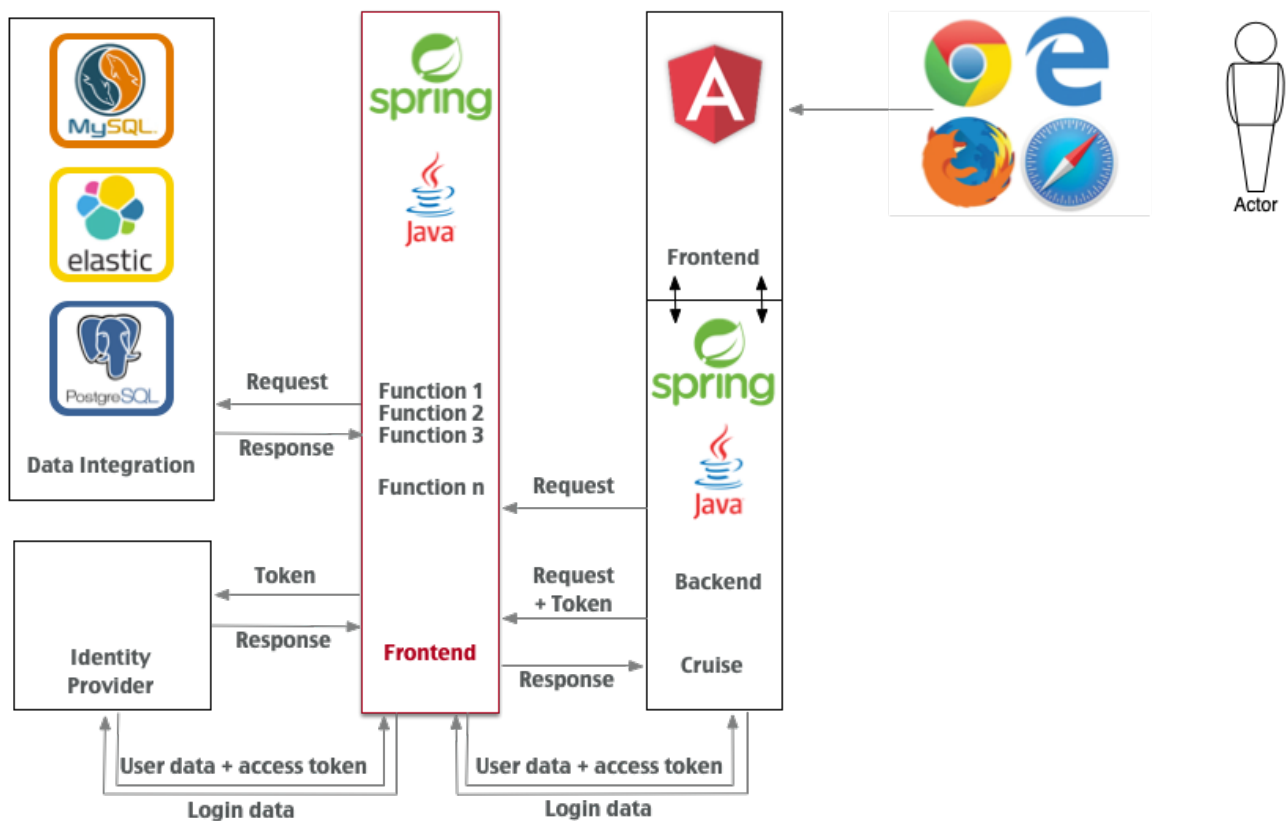 MySQL
elastic
PostgreSQL
Data Integration
Request
Response
spring
Java
Function 1
Function 2
Function 3
Function n
Frontend
Token
Response
Identity
Provider
User data + access token
Login data
A
Frontend
spring
Java
Backend
Cruise
Request
Request
+ Token
Response
User data + access token
Login data
Actor